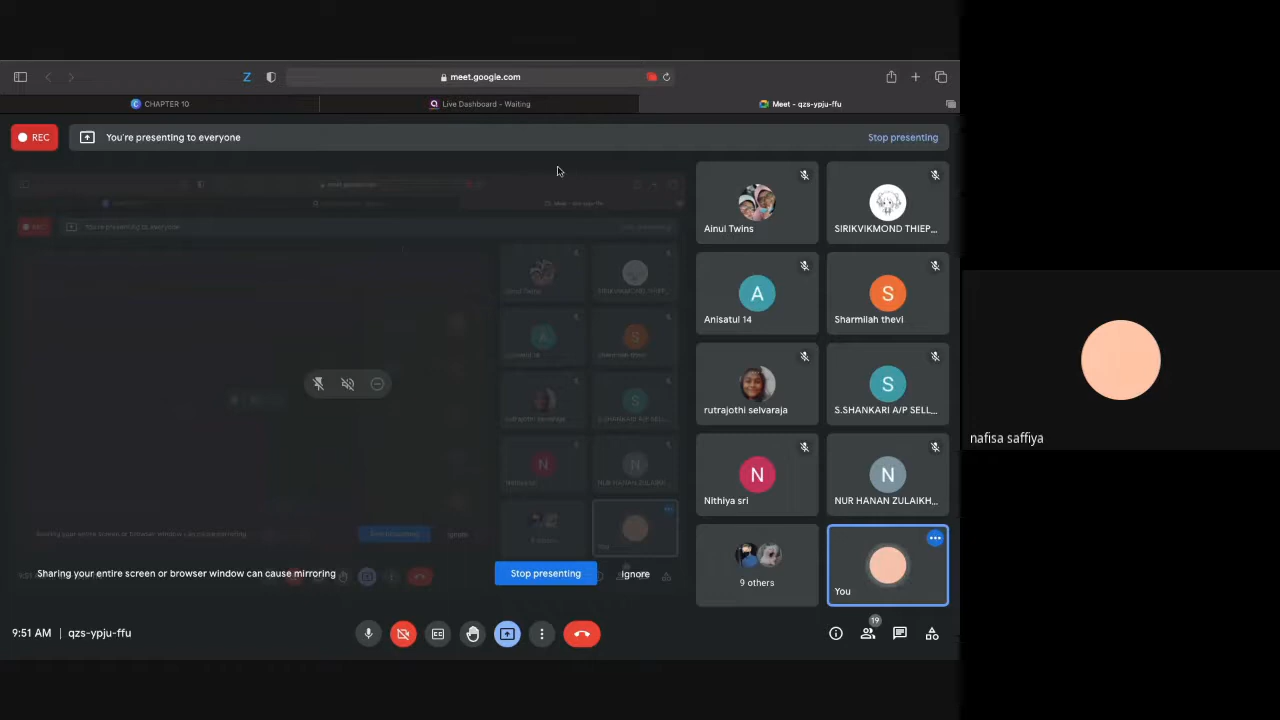 meet.google.com
CHAPTER 10
Live Dashboard - Waiting
Meet - qzs-ypju-ffu
REC
You're presenting to everyone
Stop presenting
Ainul Twins
SIRIKVIKMOND THIEP...
Anisatul 14
Sharmilah thevi
rutrajothi selvaraja
S.SHANKARI A/P SELL...
Nithiya sri
NUR HANAN ZULAIKH...
9 others
You
nafisa saffiya
Sharing your entire screen or browser window can cause mirroring
Stop presenting
Ignore
9:51 AM | qzs-ypju-ffu
19